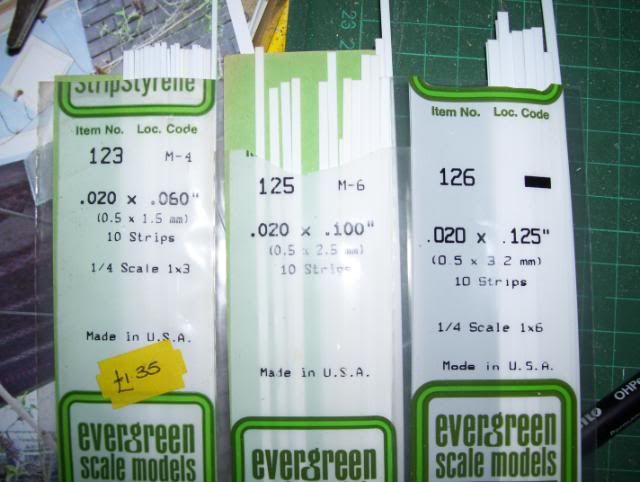 StripStyrene
Item No. Loc. Code
123 M-4
.020 x .060"
(0.5 x 1.5 mm)
10 Strips
1/4 Scale 1x3
Made in U.S.A.
£1.35
evergreen
scale models
125 M-6
.020 x .100"
(0.5 x 2.5 mm)
10 Strips
Made in U.S.A.
evergreen
Item No. Loc. Code
126
.020 x .125"
(0.5 x 3 2 mm)
10 Strips
1/4 Scale 1x6
Made in U.S.A.
evergreen
scale models
23
OHP